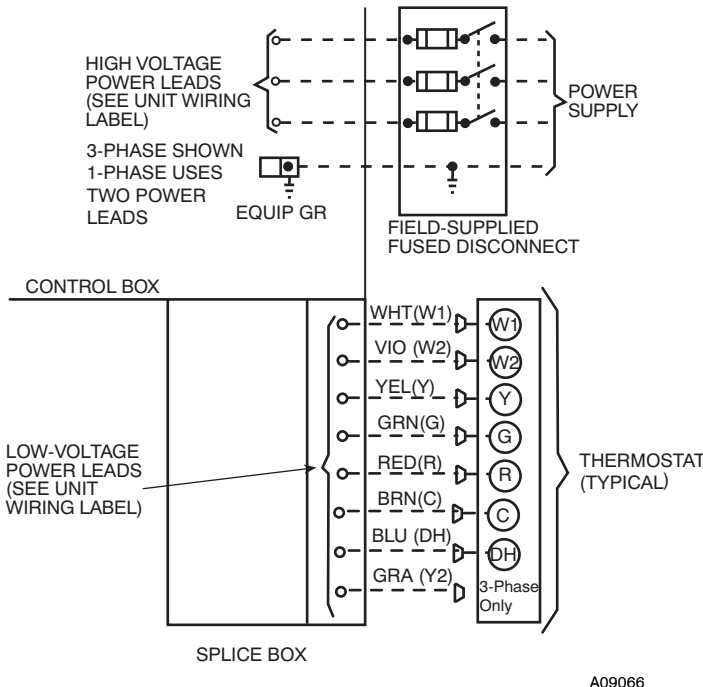 HIGH VOLTAGE
POWER LEADS
(SEE UNIT WIRING
LABEL)
POWER
SUPPLY
3-PHASE SHOWN
1-PHASE USES
TWO POWER
LEADS
EQUIP GR
FIELD-SUPPLIED
FUSED DISCONNECT
CONTROL BOX
WHT(W1)
W1
VIO (W2)
W2
YEL(Y)
Y
GRN(G)
G
RED(R)
R
BRN(C)
C
BLU (DH)
DH
GRA (Y2)
3-Phase
Only
LOW-VOLTAGE
POWER LEADS
(SEE UNIT
WIRING LABEL)
THERMOSTAT
(TYPICAL)
SPLICE BOX
A09066